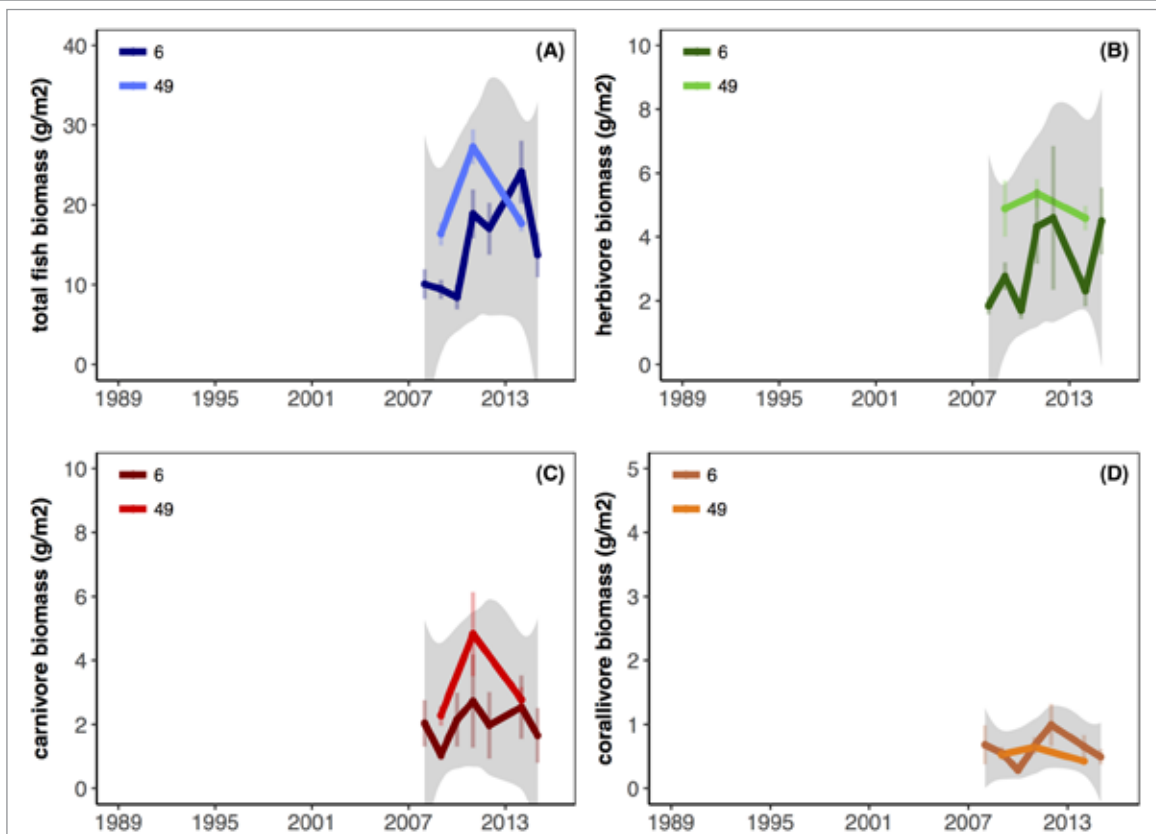 (A)
6
49
total fish biomass (g/m2)
40
30
20
10
0
1989 1995 2001 2007 2013
(B)
6
49
herbivore biomass (g/m2)
10
8
6
4
2
0
1989 1995 2001 2007 2013
(C)
6
49
carnivore biomass (g/m2)
10
8
6
4
2
0
1989 1995 2001 2007 2013
(D)
6
49
corallivore biomass (g/m2)
5
4
3
2
1
0
1989 1995 2001 2007 2013